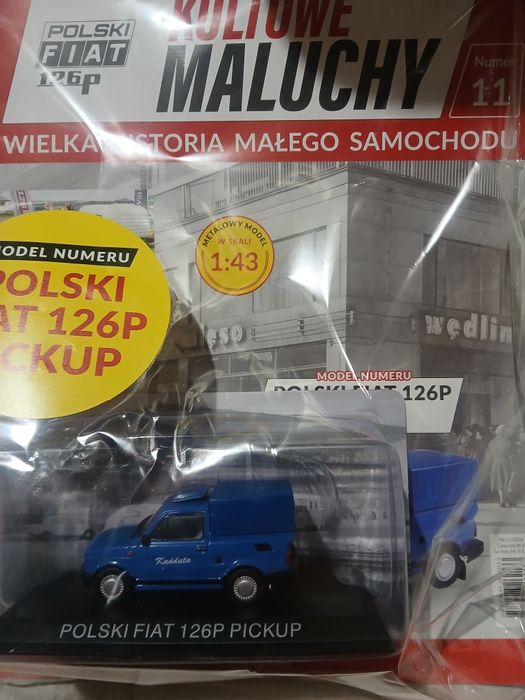 POLSKI
FIAT
126p
KULTOWE
MALUCHY
Numer
11
WIELKA HISTORIA MAŁEGO SAMOCHODU
MODEL NUMERU
POLSKI
FIAT 126P
PICKUP
METALOWY MODEL
W SKALI
1:43
wędlin
MODEL NUMERU
POLSKI FIAT 126P
Kańduta
POLSKI FIAT 126P PICKUP